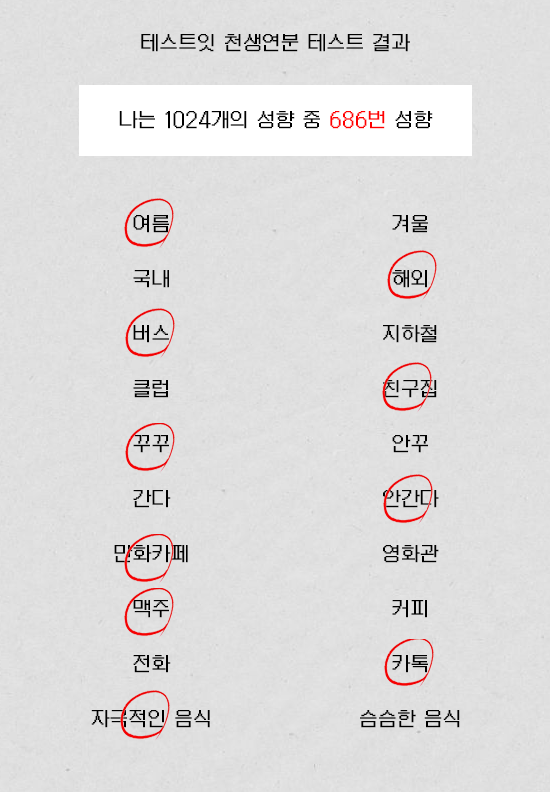 테스트잇 천생연분 테스트 결과
나는 1024개의 성향 중 686번 성향
여름 겨울
국내 해외
버스 지하철
클럽 친구집
꾸꾸 안꾸
간다 안간다
만화카페 영화관
맥주 커피
전화 카톡
자극적인 음식 슴슴한 음식